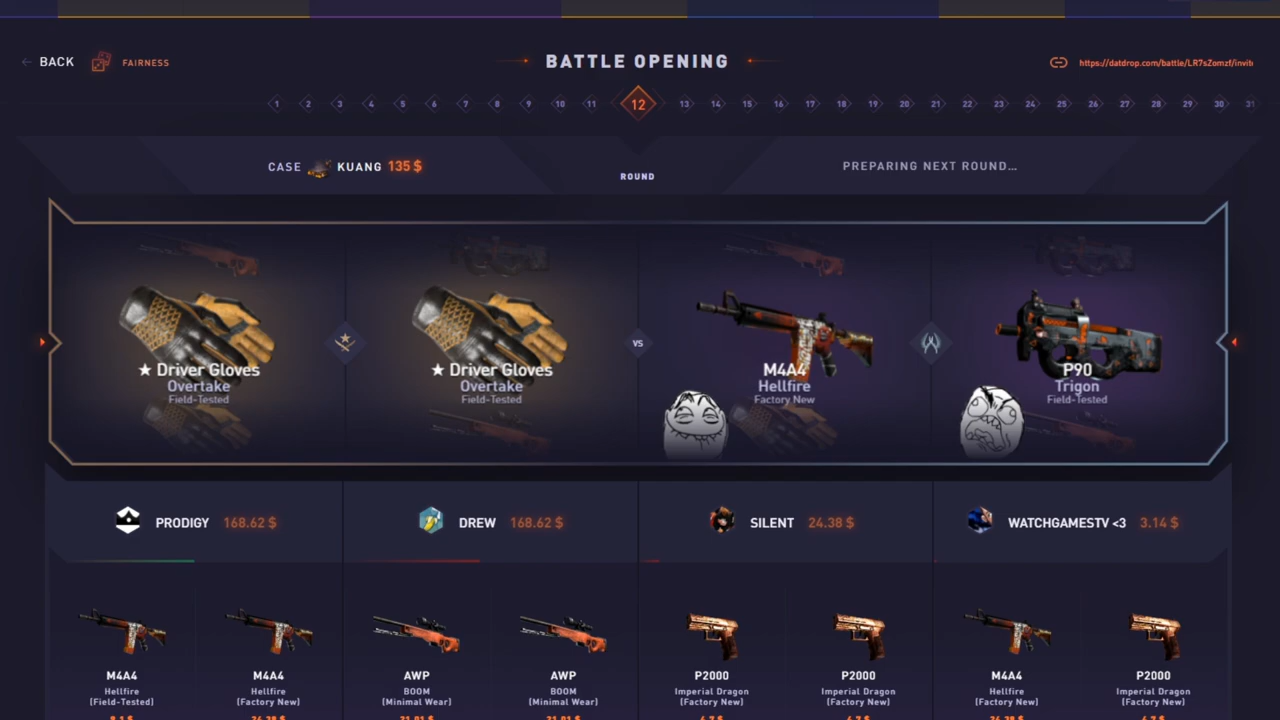 ← BACK
FAIRNESS
BATTLE OPENING
https://datdrop.com/battle/LR7sZomzf/invit
1 2 3 4 5 6 7 8 9 10 11 12 13 14 15 16 17 18 19 20 21 22 23 24 25 26 27 28 29 30 31
CASE KUANG 135 $
ROUND
PREPARING NEXT ROUND...
★ Driver Gloves
Overtake
Field-Tested
★ Driver Gloves
Overtake
Field-Tested
VS
M4A4
Hellfire
Factory New
P90
Trigon
Field-Tested
PRODIGY 168.62 $
DREW 168.62 $
SILENT 24.38 $
WATCHGAMESTV <3 3.14 $
M4A4
Hellfire
(Field-Tested)
M4A4
Hellfire
(Factory New)
AWP
BOOM
(Minimal Wear)
AWP
BOOM
(Minimal Wear)
P2000
Imperial Dragon
(Factory New)
P2000
Imperial Dragon
(Factory New)
M4A4
Hellfire
(Factory New)
P2000
Imperial Dragon
(Factory New)